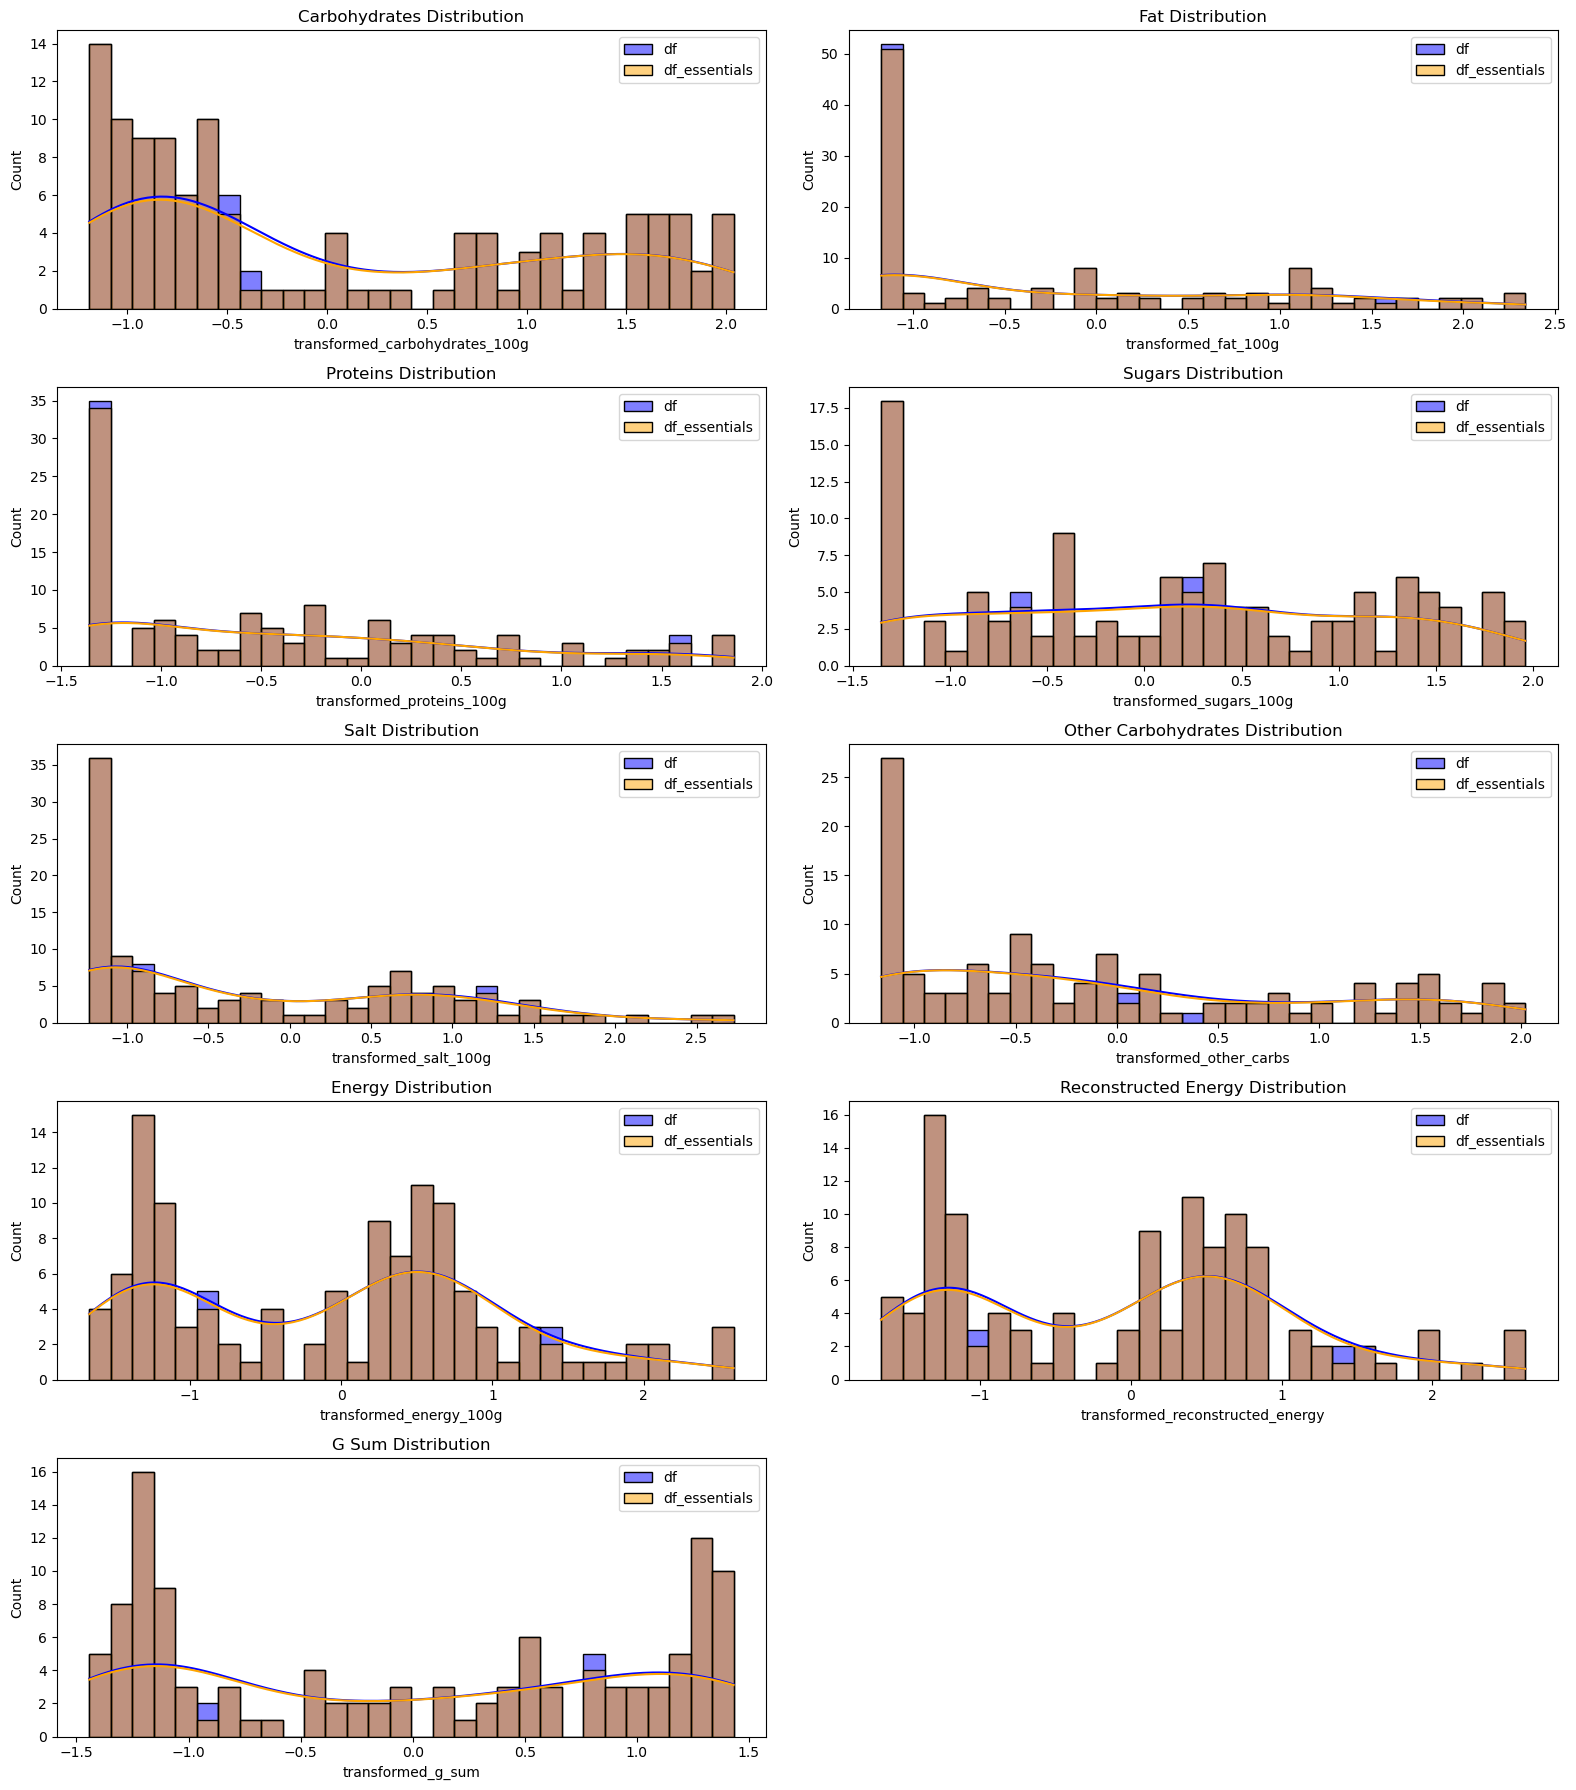 Carbohydrates Distribution
Count
14
12
10
8
6
4
2
0
df
df_essentials
−1.0 −0.5 0.0 0.5 1.0 1.5 2.0
transformed_carbohydrates_100g
Fat Distribution
Count
50
40
30
20
10
0
df
df_essentials
−1.0 −0.5 0.0 0.5 1.0 1.5 2.0 2.5
transformed_fat_100g
Proteins Distribution
Count
35
30
25
20
15
10
5
0
df
df_essentials
−1.5 −1.0 −0.5 0.0 0.5 1.0 1.5 2.0
transformed_proteins_100g
Sugars Distribution
Count
17.5
15.0
12.5
10.0
7.5
5.0
2.5
0.0
df
df_essentials
−1.5 −1.0 −0.5 0.0 0.5 1.0 1.5 2.0
transformed_sugars_100g
Salt Distribution
Count
35
30
25
20
15
10
5
0
df
df_essentials
−1.0 −0.5 0.0 0.5 1.0 1.5 2.0 2.5
transformed_salt_100g
Other Carbohydrates Distribution
Count
25
20
15
10
5
0
df
df_essentials
−1.0 −0.5 0.0 0.5 1.0 1.5 2.0
transformed_other_carbs
Energy Distribution
Count
14
12
10
8
6
4
2
0
df
df_essentials
−1 0 1 2
transformed_energy_100g
Reconstructed Energy Distribution
Count
16
14
12
10
8
6
4
2
0
df
df_essentials
−1 0 1 2
transformed_reconstructed_energy
G Sum Distribution
Count
16
14
12
10
8
6
4
2
0
df
df_essentials
−1.5 −1.0 −0.5 0.0 0.5 1.0 1.5
transformed_g_sum